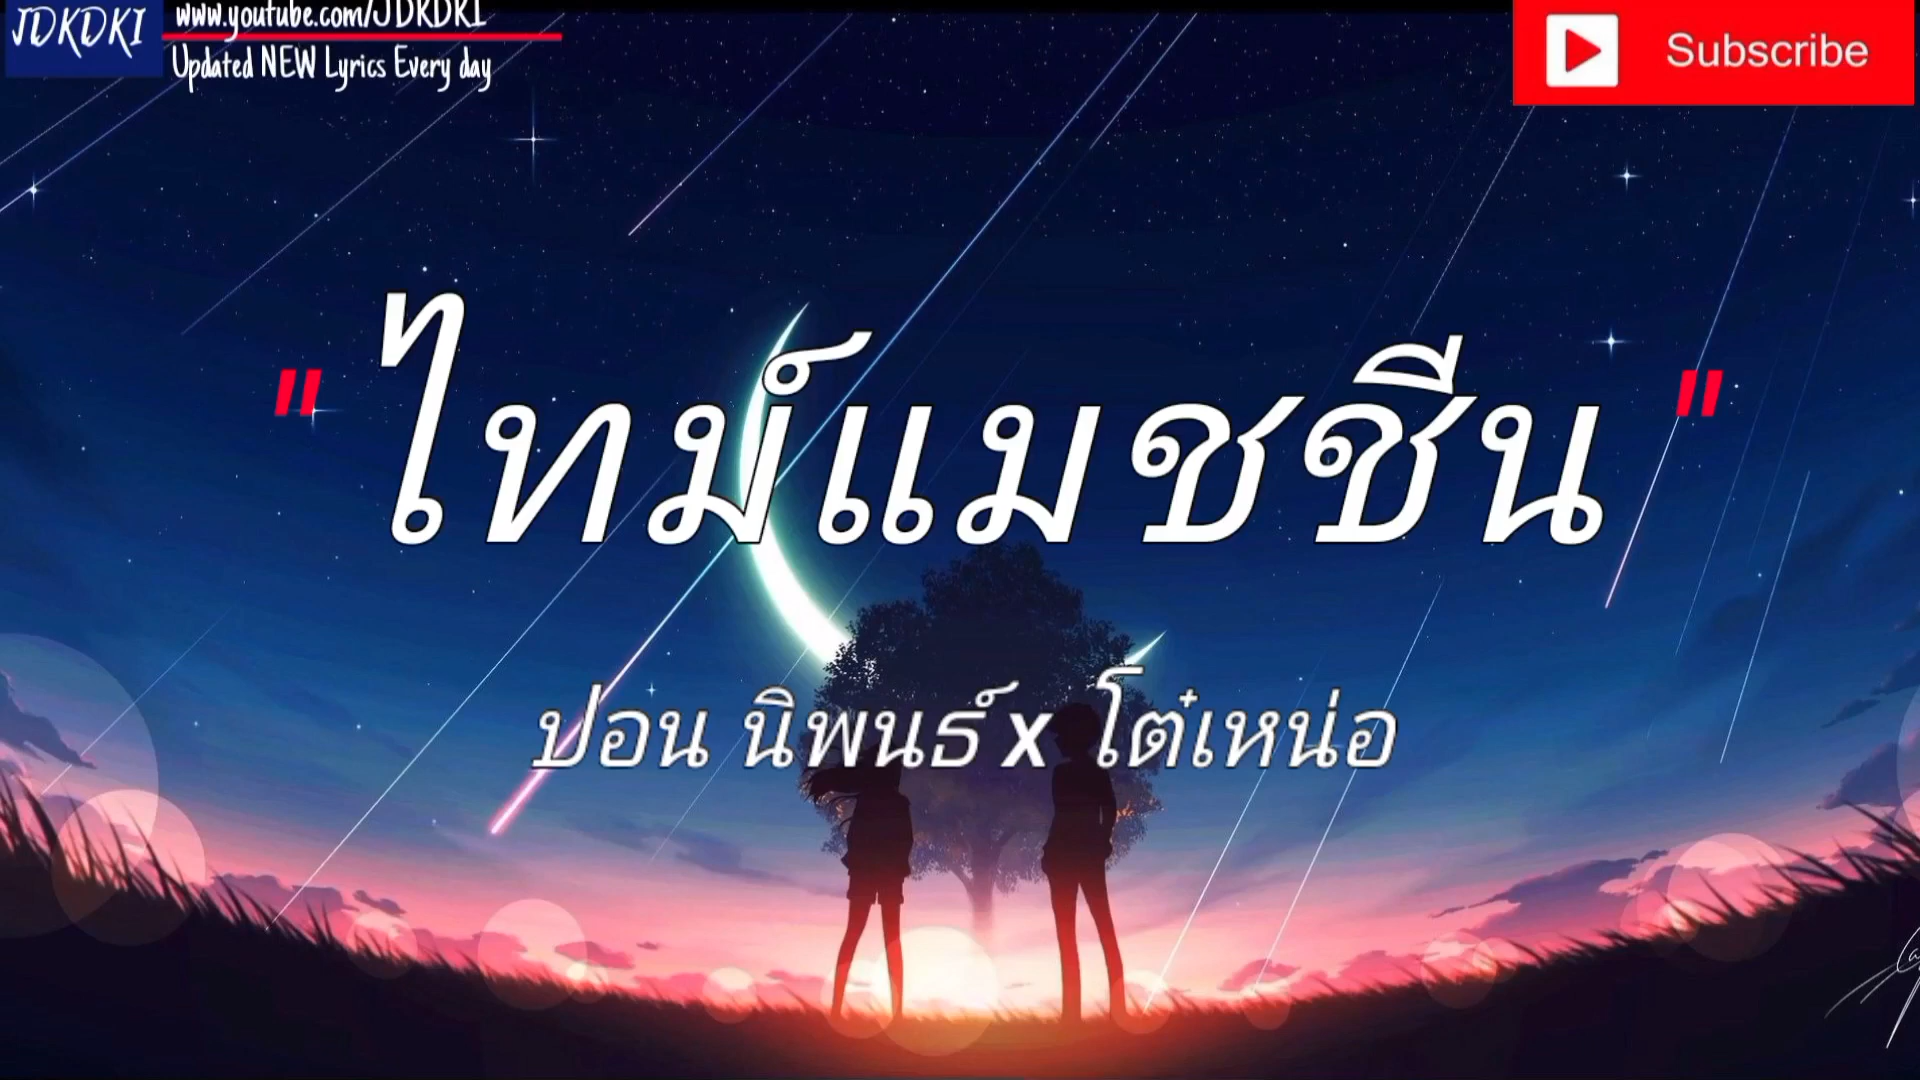 JDKDKI
www.youtube.com/JDKDKI
Updated NEW Lyrics Every day
Subscribe
" ไทม์แมชชีน "
ปอน นิพนธ์ x โต๋เหน่อ